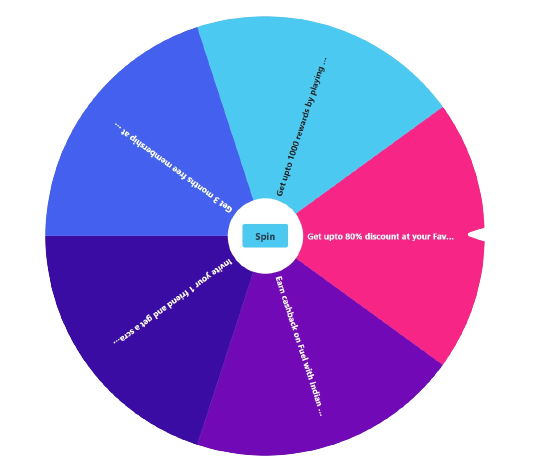 Get upto 1000 rewards by playing ...
Get 3 months free membership at ...
Spin
Get upto 80% discount at your Fav...
Invite your 1 friend and get a scra...
Earn cashback on Fuel with Indian ...